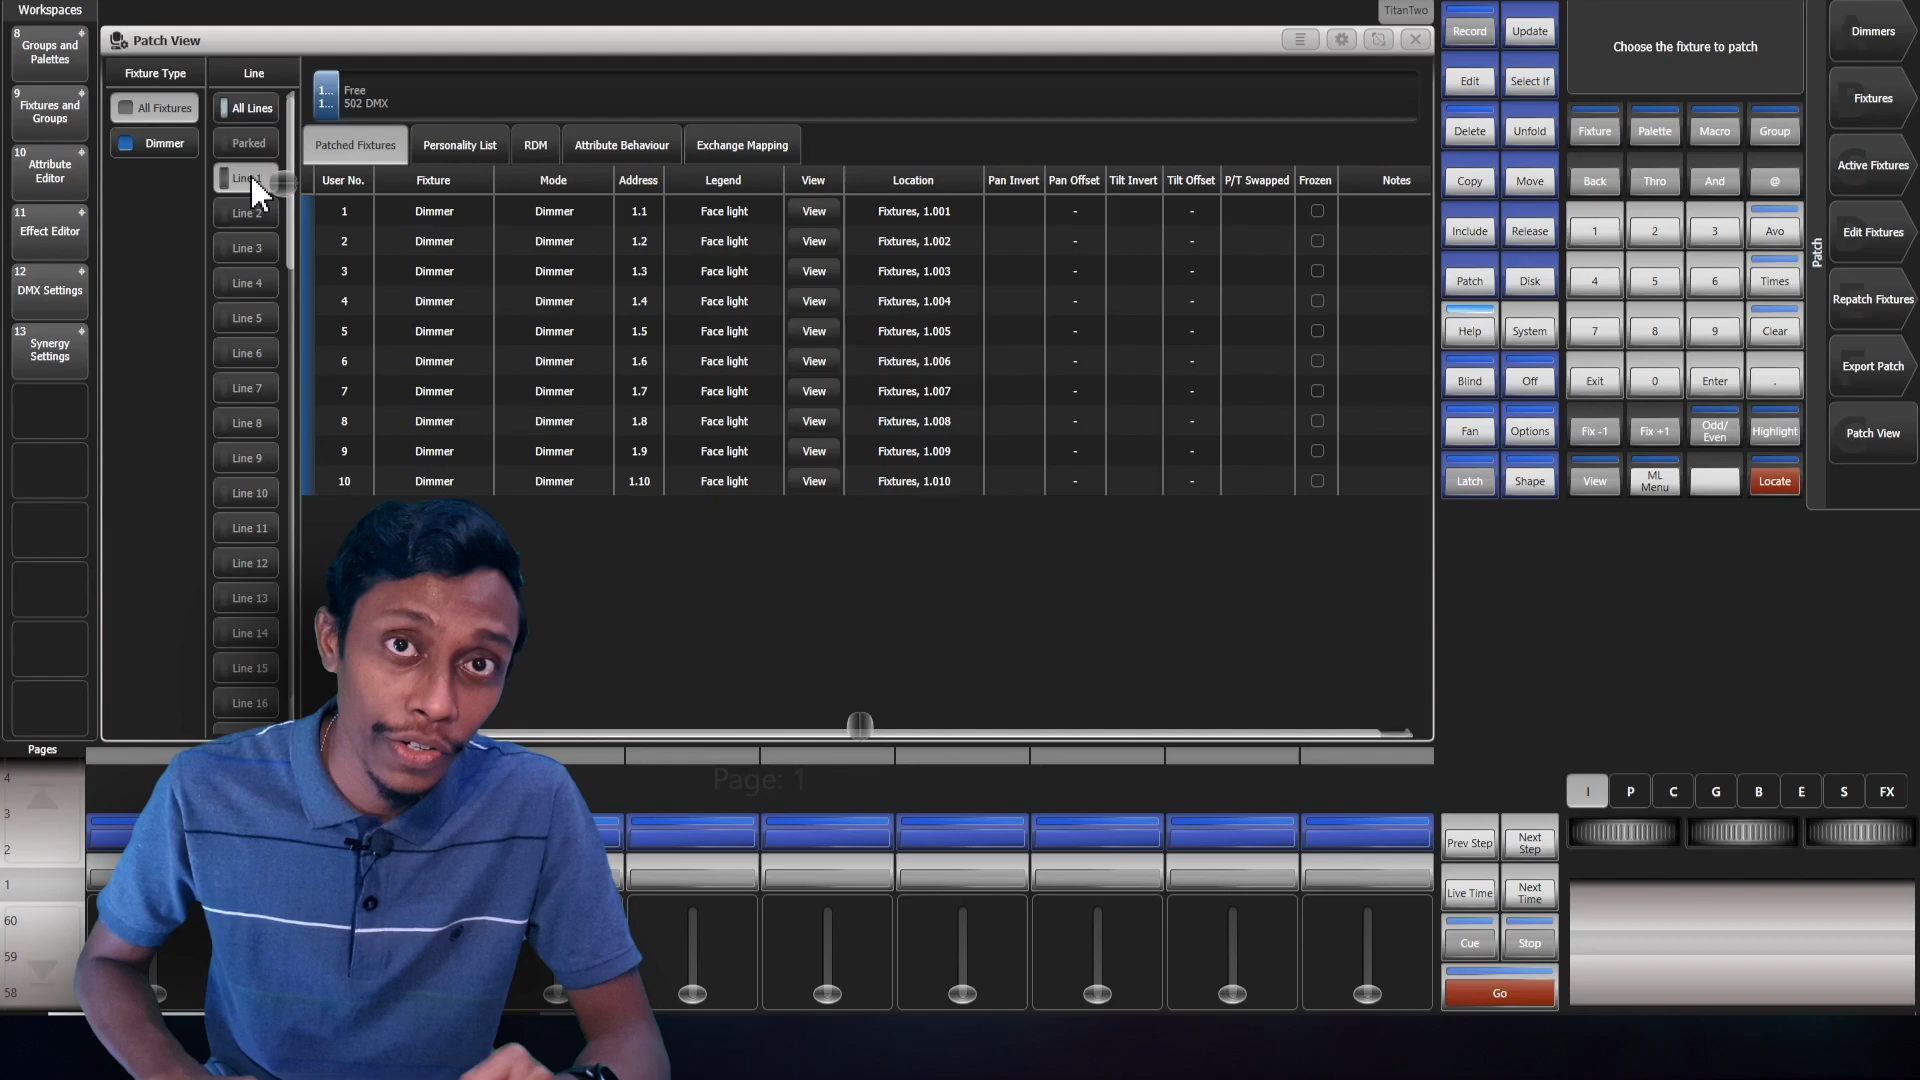 Workspaces
8
Groups and
Palettes
9
Fixtures and
Groups
10
Attribute
Editor
11
Effect Editor
12
DMX Settings
13
Synergy
Settings
Pages
4
3
2
1
60
59
58
TitanTwo
Patch View
Fixture Type
All Fixtures
Dimmer
Line
All Lines
Parked
Line 1
Line 2
Line 3
Line 4
Line 5
Line 6
Line 7
Line 8
Line 9
Line 10
Line 11
Line 12
Line 13
Line 14
Line 15
Line 16
1... Free
1... 502 DMX
Patched Fixtures Personality List RDM Attribute Behaviour Exchange Mapping
User No. Fixture Mode Address Legend View Location Pan Invert Pan Offset Tilt Invert Tilt Offset P/T Swapped Frozen Notes
1 Dimmer Dimmer 1.1 Face light View Fixtures, 1.001 - -
2 Dimmer Dimmer 1.2 Face light View Fixtures, 1.002 - -
3 Dimmer Dimmer 1.3 Face light View Fixtures, 1.003 - -
4 Dimmer Dimmer 1.4 Face light View Fixtures, 1.004 - -
5 Dimmer Dimmer 1.5 Face light View Fixtures, 1.005 - -
6 Dimmer Dimmer 1.6 Face light View Fixtures, 1.006 - -
7 Dimmer Dimmer 1.7 Face light View Fixtures, 1.007 - -
8 Dimmer Dimmer 1.8 Face light View Fixtures, 1.008 - -
9 Dimmer Dimmer 1.9 Face light View Fixtures, 1.009 - -
10 Dimmer Dimmer 1.10 Face light View Fixtures, 1.010 - -
Page: 1
Record Update
Edit Select If
Delete Unfold
Copy Move
Include Release
Patch Disk
Help System
Blind Off
Fan Options
Latch Shape
Choose the fixture to patch
Fixture Palette Macro Group
Back Thro And @
1 2 3 Avo
4 5 6 Times
7 8 9 Clear
Exit 0 Enter .
Fix -1 Fix +1 Odd/
Even Highlight
View ML
Menu Locate
Patch
Dimmers
Fixtures
Active Fixtures
Edit Fixtures
Repatch Fixtures
Export Patch
Patch View
I P C G B E S FX
Prev Step Next
Step
Live Time Next
Time
Cue Stop
Go